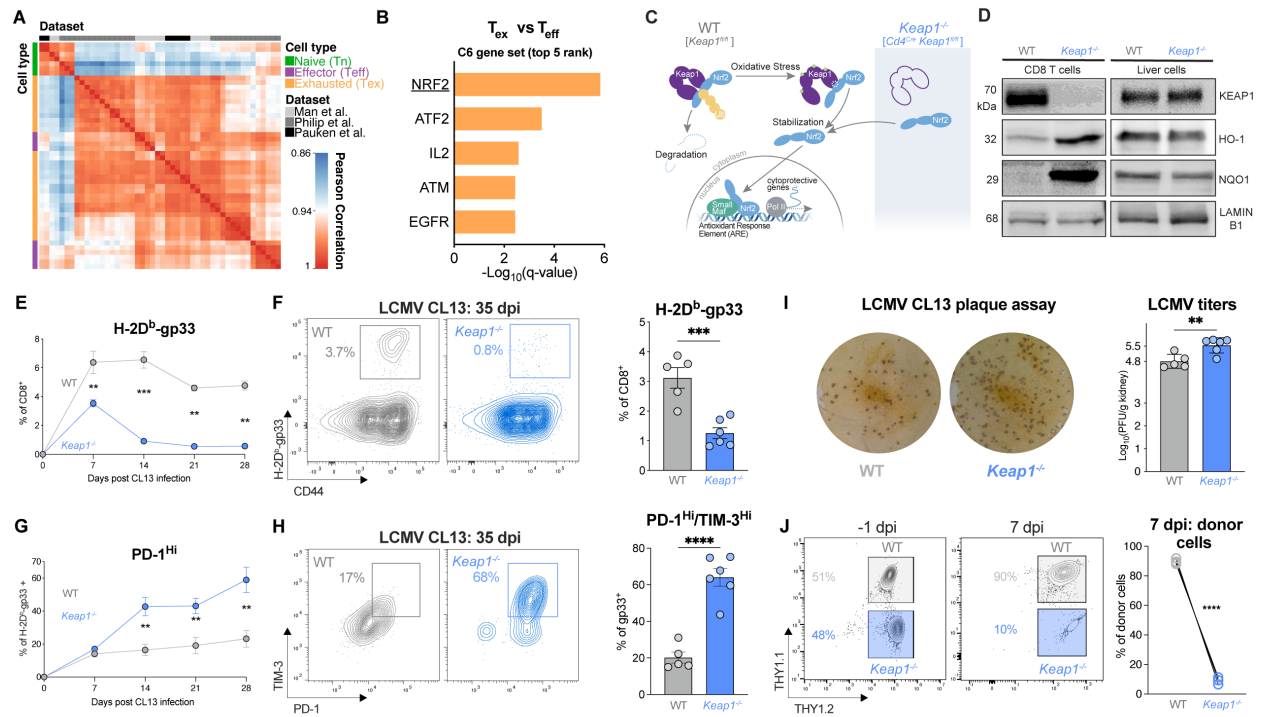 A
Dataset
Cell type
Cell type
Naive (Tn)
Effector (Teff)
Exhausted (Tex)
Dataset
Man et al.
Philip et al.
Pauken et al.
0.86
0.94
1
Pearson Correlation
B
Tex vs Teff
C6 gene set (top 5 rank)
NRF2
ATF2
IL2
ATM
EGFR
0 2 4 6
-Log10(q-value)
C
WT
[Keap1fl/fl]
Keap1-/-
[Cd4Cre Keap1fl/fl]
Keap1
Nrf2
Ub
Oxidative Stress
Keap1
Nrf2
Stabilization
Nrf2
Nrf2
Degradation
cytoplasm
nucleus
cytoprotective
genes
Small
Maf
Nrf2
Pol II
Antioxidant Response
Element (ARE)
D
WT Keap1-/- WT Keap1-/-
CD8 T cells Liver cells
70
kDa
KEAP1
32
HO-1
29
NQO1
68
LAMIN
B1
E
H-2Db-gp33
% of CD8+
8
6
4
2
0
WT
Keap1-/-
** *** ** **
0 7 14 21 28
Days post CL13 infection
F
LCMV CL13: 35 dpi
WT
3.7%
Keap1-/-
0.8%
H-2Db-gp33
CD44
H-2Db-gp33
***
% of CD8+
5
4
3
2
1
0
WT Keap1-/-
I
LCMV CL13 plaque assay
WT
Keap1-/-
LCMV titers
**
Log10(PFU/g kidney)
5.5
4.8
3
2
1
0
WT Keap1-/-
G
PD-1Hi
% of H-2Db-gp33 +
70
60
40
20
0
WT
Keap1-/-
** ** **
0 7 14 21 28
Days post CL13 infection
H
LCMV CL13: 35 dpi
WT
17%
Keap1-/-
68%
TIM-3
PD-1
PD-1Hi/TIM-3Hi
****
% of gp33+
80
60
40
20
0
WT Keap1-/-
J
-1 dpi
WT
51%
48%
Keap1-/-
7 dpi
WT
90%
10%
Keap1-/-
THY1.1
THY1.2
7 dpi: donor
cells
% of donor cells
100
80
60
40
20
0
****
WT Keap1-/-